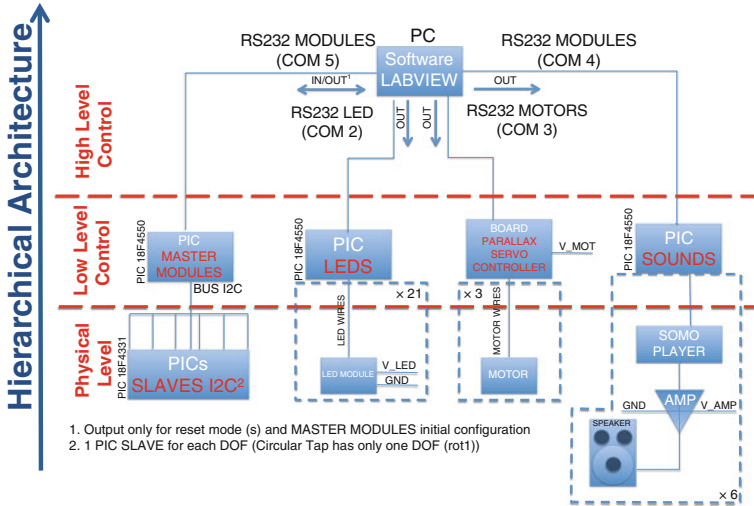 Hierarchical Architecture
High Level
Control
Low Level
Control
Physical
Level
PC
Software
LABVIEW
RS232 MODULES
(COM 5)
IN/OUT¹
RS232 MODULES
(COM 4)
OUT
RS232 LED
(COM 2)
OUT
OUT
RS232 MOTORS
(COM 3)
PIC 18F4550
PIC
MASTER
MODULES
BUS I2C
PIC 18F4550
PIC
LEDS
BOARD
PARALLAX
SERVO
CONTROLLER
V_MOT
PIC 18F4550
PIC
SOUNDS
PIC 18F4331
PICs
SLAVES I2C²
× 21
LED WIRES
LED MODULE
V_LED
GND
× 3
MOTOR WIRES
MOTOR
SOMO
PLAYER
GND
AMP
V_AMP
SPEAKER
× 6
1. Output only for reset mode (s) and MASTER MODULES initial configuration
2. 1 PIC SLAVE for each DOF (Circular Tap has only one DOF (rot1))